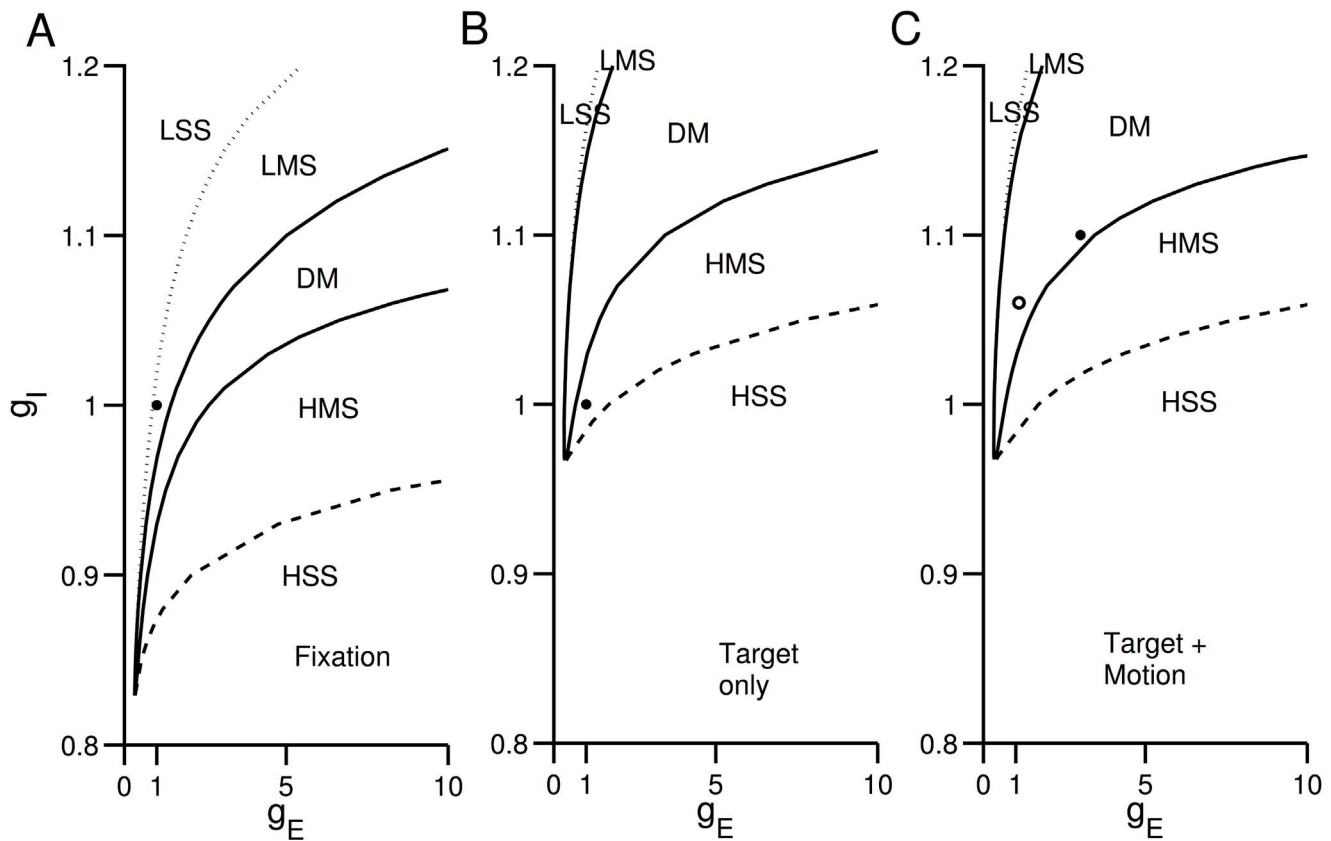 A
1.2
1.1
1
0.9
0.8
g_I
LSS
LMS
DM
HMS
HSS
Fixation
0 1 5 10
g_E
B
1.2
1.1
1
0.9
0.8
LMS
LSS
DM
HMS
HSS
Target
only
0 1 5 10
g_E
C
1.2
1.1
1
0.9
0.8
LMS
LSS
DM
HMS
HSS
Target +
Motion
0 1 5 10
g_E